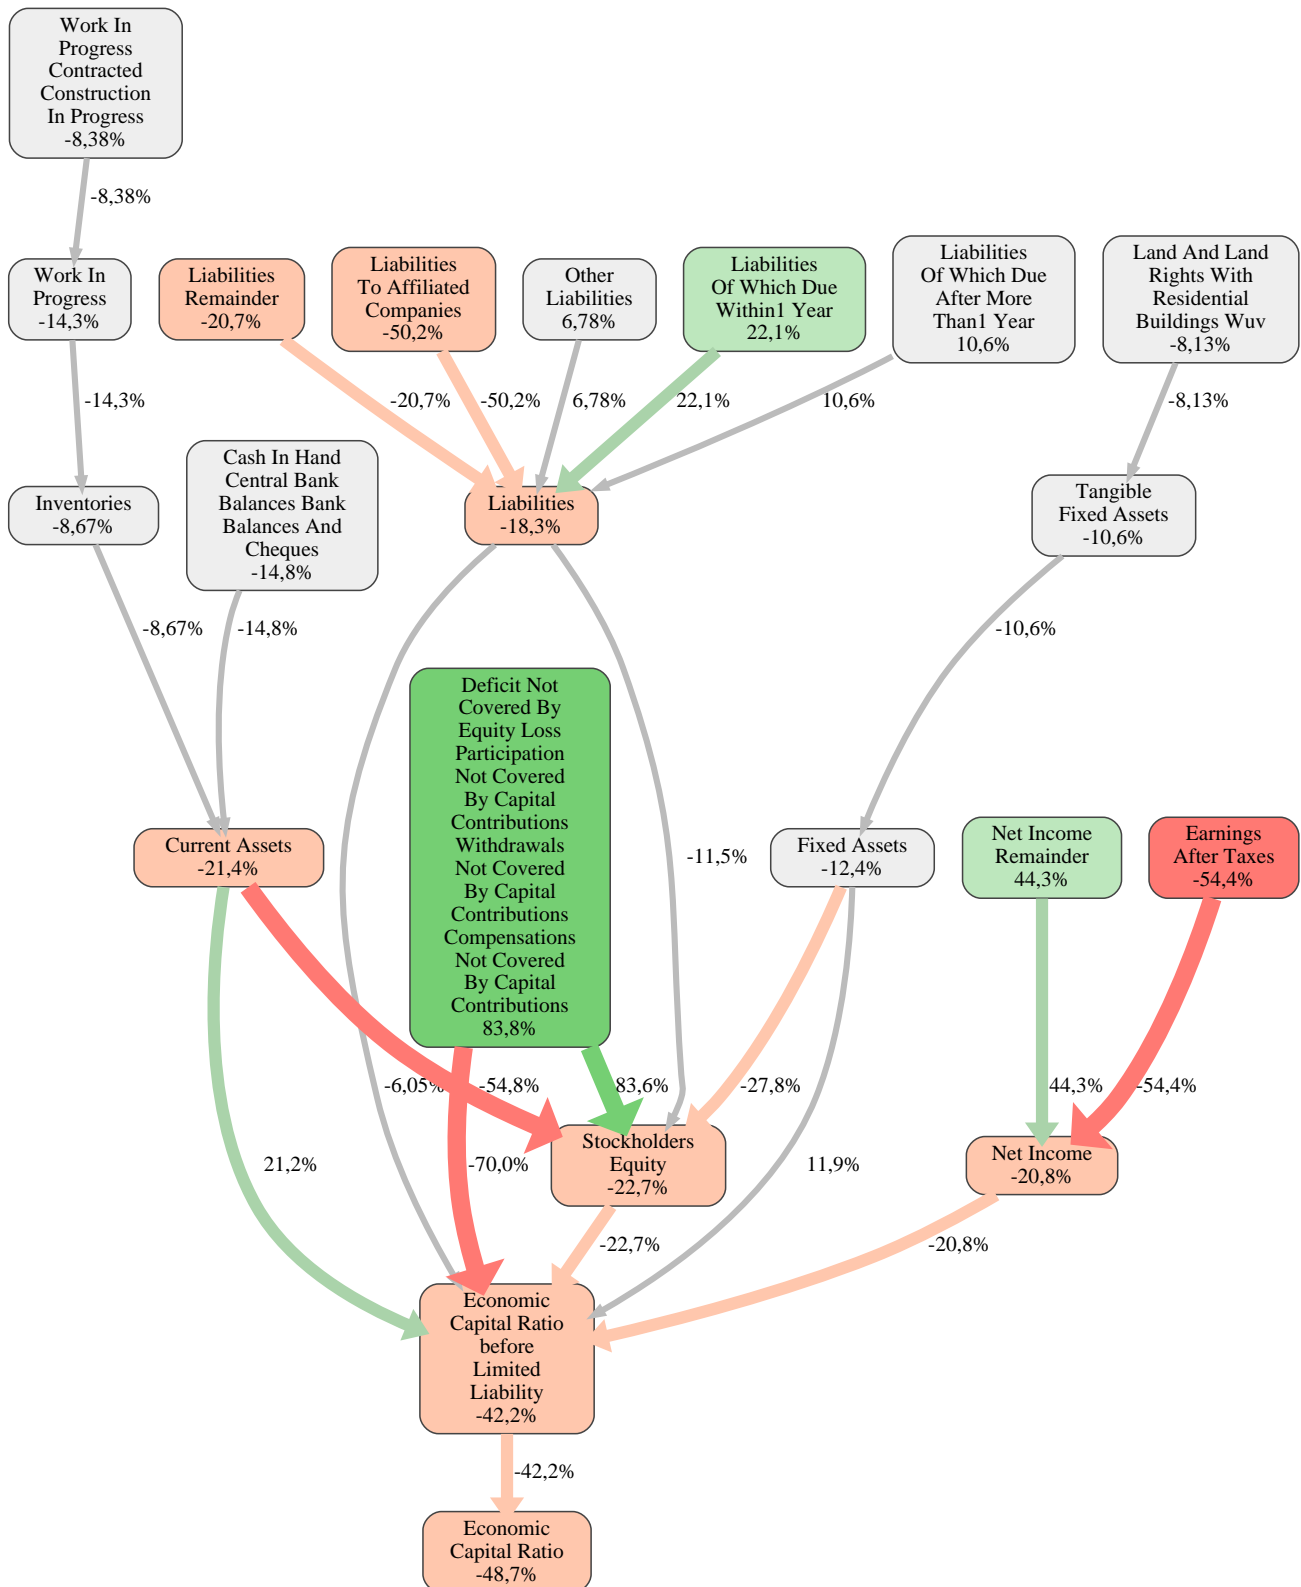 Work In
Progress
Contracted
Construction
In Progress
-8,38%
-8,38%
Work In
Progress
-14,3%
Liabilities
Remainder
-20,7%
Liabilities
To Affiliated
Companies
-50,2%
Other
Liabilities
6,78%
Liabilities
Of Which Due
Within1 Year
22,1%
Liabilities
Of Which Due
After More
Than1 Year
10,6%
Land And Land
Rights With
Residential
Buildings Wuv
-8,13%
-14,3%
-20,7%
-50,2%
6,78%
22,1%
10,6%
-8,13%
Inventories
-8,67%
Cash In Hand
Central Bank
Balances Bank
Balances And
Cheques
-14,8%
Liabilities
-18,3%
Tangible
Fixed Assets
-10,6%
-8,67%
-14,8%
-10,6%
Deficit Not
Covered By
Equity Loss
Participation
Not Covered
By Capital
Contributions
Withdrawals
Not Covered
By Capital
Contributions
Compensations
Not Covered
By Capital
Contributions
83,8%
Current Assets
-21,4%
-11,5%
Fixed Assets
-12,4%
Net Income
Remainder
44,3%
Earnings
After Taxes
-54,4%
-6,05%
-54,8%
83,6%
-27,8%
44,3%
-54,4%
21,2%
-70,0%
Stockholders
Equity
-22,7%
11,9%
Net Income
-20,8%
-22,7%
-20,8%
Economic
Capital Ratio
before
Limited
Liability
-42,2%
-42,2%
Economic
Capital Ratio
-48,7%